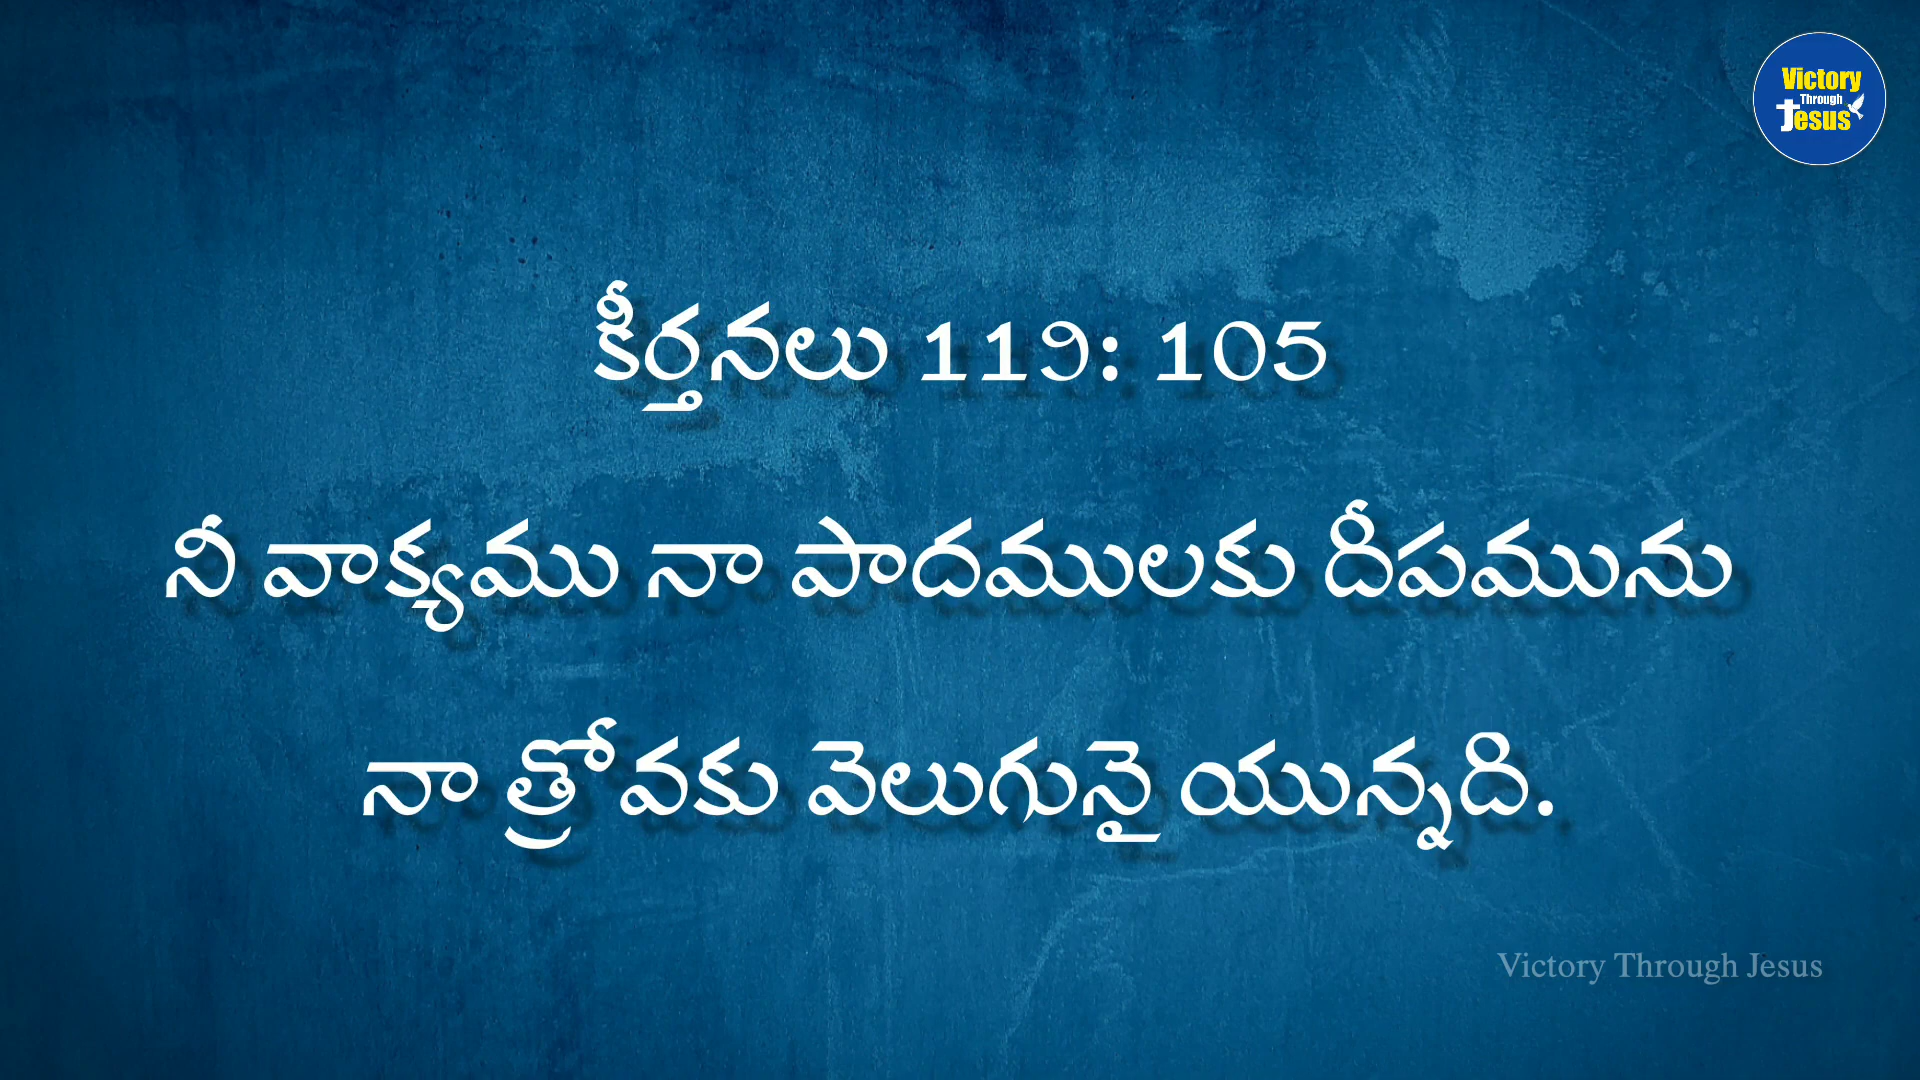 Victory
Through
Jesus
కీర్తనలు 119: 105
నీ వాక్యము నా పాదములకు దీపమును
నా త్రోవకు వెలుగునై యున్నది.
Victory Through Jesus